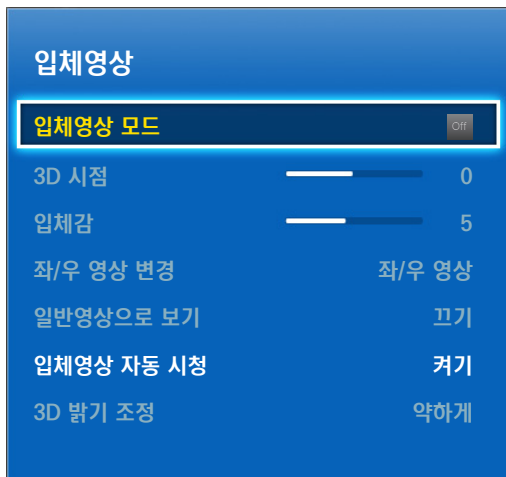 입체영상
입체영상 모드 Off
3D 시점 0
입체감 5
좌/우 영상 변경 좌/우 영상
일반영상으로 보기 끄기
입체영상 자동 시청 켜기
3D 밝기 조정 약하게